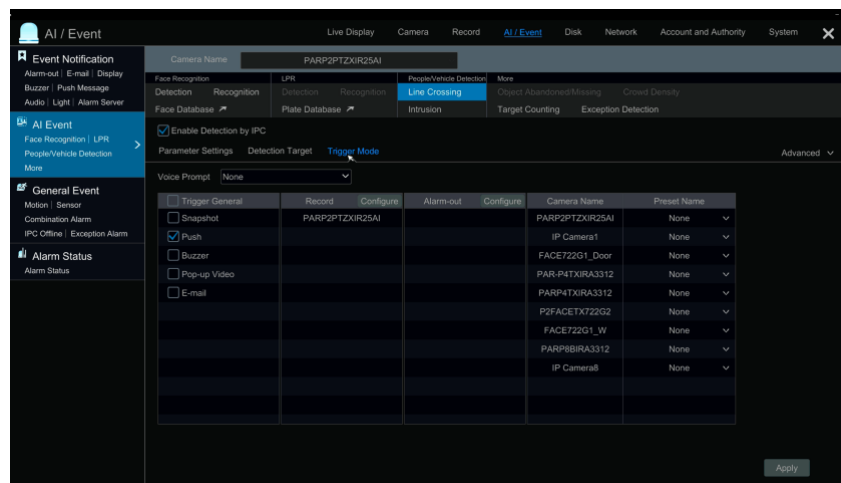 AI / Event
Live Display Camera Record AI / Event Disk Network Account and Authority System
Event Notification
Alarm-out | E-mail | Display
Buzzer | Push Message
Audio | Light | Alarm Server
AI Event
Face Recognition | LPR
People/Vehicle Detection
More
General Event
Motion | Sensor
Combination Alarm
IPC Offline | Exception Alarm
Alarm Status
Alarm Status
Camera Name PARP2PTZXIR25AI
Face Recognition LPR People/Vehicle Detection More
Detection Recognition Detection Recognition Line Crossing Object Abandoned/Missing Crowd Density
Face Database Plate Database Intrusion Target Counting Exception Detection
Enable Detection by IPC
Parameter Settings Detection Target Trigger Mode Advanced
Voice Prompt None
Trigger General Record Configure Alarm-out Configure Camera Name Preset Name
Snapshot PARP2PTZXIR25AI PARP2PTZXIR25AI None
Push IP Camera1 None
Buzzer FACE722G1_Door None
Pop-up Video PAR-P4TXIRA3312 None
E-mail PARP4TXIRA3312 None
P2FACETX722G2 None
FACE722G1_W None
PARP8BIRA3312 None
IP Camera8 None
Apply